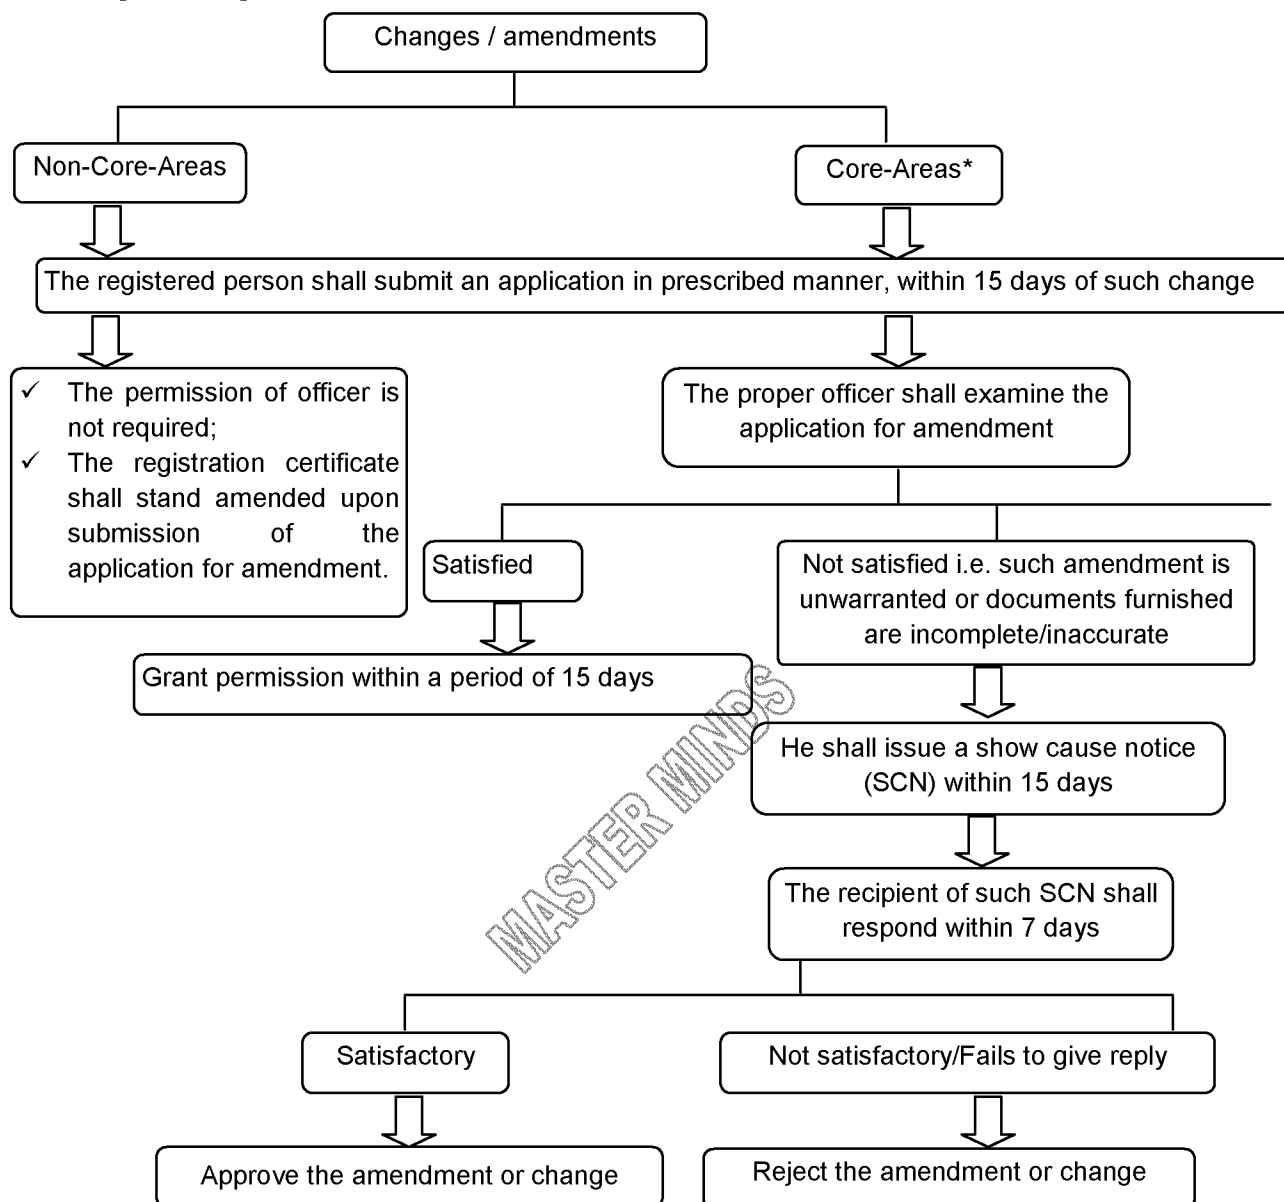 Changes / amendments
Non-Core-Areas
Core-Areas*
The registered person shall submit an application in prescribed manner, within 15 days of such change
✓ The permission of officer is
not required;
✓ The registration certificate
shall stand amended upon
submission of the
application for amendment.
The proper officer shall examine the
application for amendment
Satisfied
Not satisfied i.e. such amendment is
unwarranted or documents furnished
are incomplete/inaccurate
Grant permission within a period of 15 days
MASTER MINDS
He shall issue a show cause notice
(SCN) within 15 days
The recipient of such SCN shall
respond within 7 days
Satisfactory
Not satisfactory/Fails to give reply
Approve the amendment or change
Reject the amendment or change